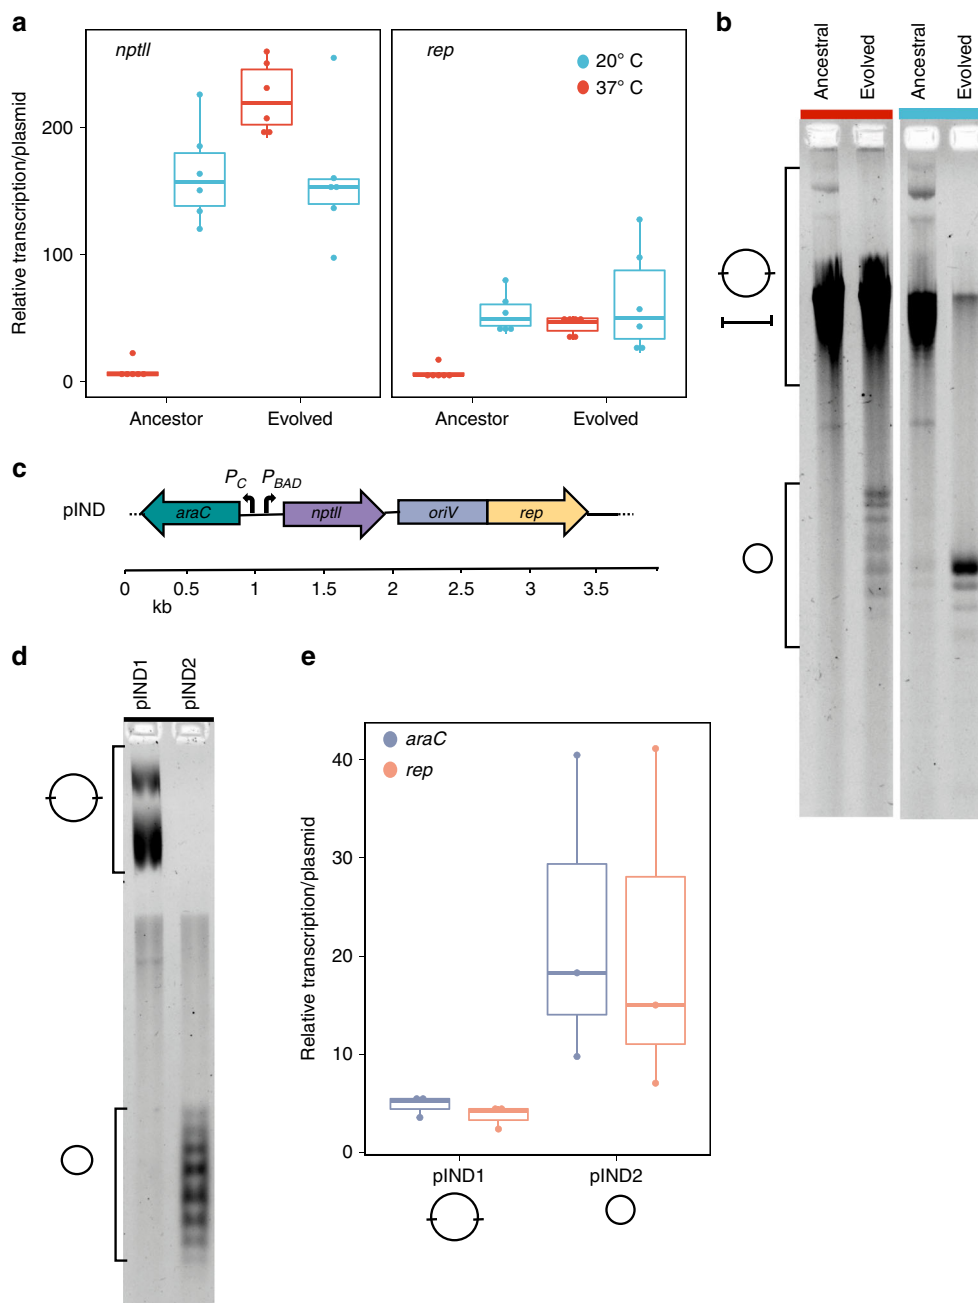 a
nptII
rep
20° C
37° C
Relative transcription/plasmid
200
100
0
Ancestor
Evolved
Ancestor
Evolved
b
Ancestral
Evolved
Ancestral
Evolved
c
pIND
P_C
P_BAD
araC
nptII
oriV
rep
0
0.5
1
1.5
2
2.5
3
3.5
kb
d
pIND1
pIND2
e
araC
rep
Relative transcription/plasmid
40
30
20
10
0
pIND1
pIND2